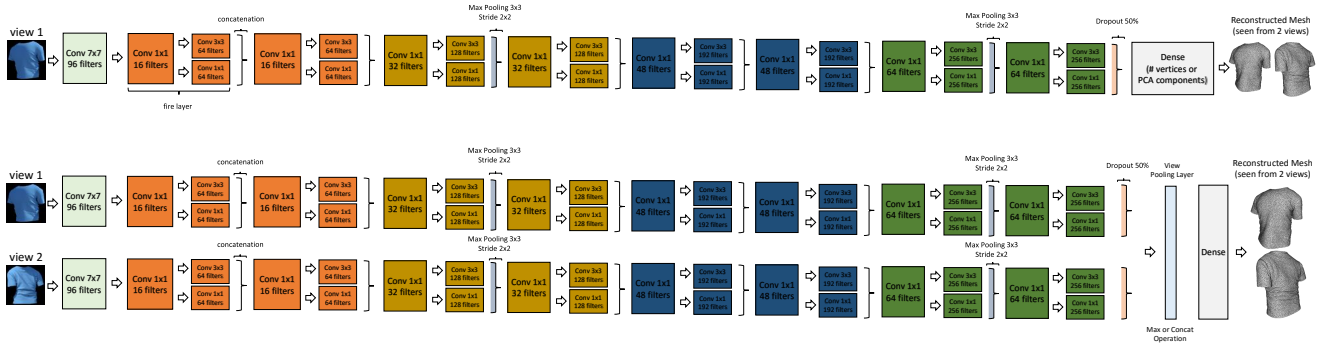 concatenation
Max Pooling 3x3
Stride 2x2
Max Pooling 3x3
Stride 2x2
Dropout 50%
Reconstructed Mesh
(seen from 2 views)
view 1
Conv 7x7
96 filters
Conv 1x1
16 filters
Conv 3x3
64 filters
Conv 1x1
64 filters
Conv 1x1
16 filters
Conv 3x3
64 filters
Conv 1x1
64 filters
Conv 1x1
32 filters
Conv 3x3
128 filters
Conv 1x1
128 filters
Conv 1x1
32 filters
Conv 3x3
128 filters
Conv 1x1
128 filters
Conv 1x1
48 filters
Conv 3x3
192 filters
Conv 1x1
192 filters
Conv 1x1
48 filters
Conv 3x3
192 filters
Conv 1x1
192 filters
Conv 1x1
64 filters
Conv 3x3
256 filters
Conv 1x1
256 filters
Conv 1x1
64 filters
Conv 3x3
256 filters
Conv 1x1
256 filters
Dense
(# vertices or
PCA components)
fire layer
concatenation
Max Pooling 3x3
Stride 2x2
Max Pooling 3x3
Stride 2x2
Dropout 50%
View
Pooling Layer
Reconstructed Mesh
(seen from 2 views)
view 1
Conv 7x7
96 filters
Conv 1x1
16 filters
Conv 3x3
64 filters
Conv 1x1
64 filters
Conv 1x1
16 filters
Conv 3x3
64 filters
Conv 1x1
64 filters
Conv 1x1
32 filters
Conv 3x3
128 filters
Conv 1x1
128 filters
Conv 1x1
32 filters
Conv 3x3
128 filters
Conv 1x1
128 filters
Conv 1x1
48 filters
Conv 3x3
192 filters
Conv 1x1
192 filters
Conv 1x1
48 filters
Conv 3x3
192 filters
Conv 1x1
192 filters
Conv 1x1
64 filters
Conv 3x3
256 filters
Conv 1x1
256 filters
Conv 1x1
64 filters
Conv 3x3
256 filters
Conv 1x1
256 filters
Dense
concatenation
Max Pooling 3x3
Stride 2x2
Max Pooling 3x3
Stride 2x2
view 2
Conv 7x7
96 filters
Conv 1x1
16 filters
Conv 3x3
64 filters
Conv 1x1
64 filters
Conv 1x1
16 filters
Conv 3x3
64 filters
Conv 1x1
64 filters
Conv 1x1
32 filters
Conv 3x3
128 filters
Conv 1x1
128 filters
Conv 1x1
32 filters
Conv 3x3
128 filters
Conv 1x1
128 filters
Conv 1x1
48 filters
Conv 3x3
192 filters
Conv 1x1
192 filters
Conv 1x1
48 filters
Conv 3x3
192 filters
Conv 1x1
192 filters
Conv 1x1
64 filters
Conv 3x3
256 filters
Conv 1x1
256 filters
Conv 1x1
64 filters
Conv 3x3
256 filters
Conv 1x1
256 filters
Max or Concat
Operation